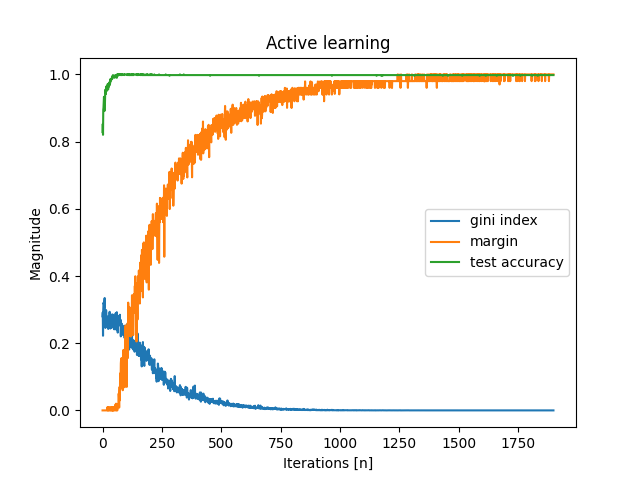 Active learning
1.0
0.8
0.6
0.4
0.2
0.0
Magnitude
gini index
margin
test accuracy
0
250
500
750
1000
1250
1500
1750
Iterations [n]